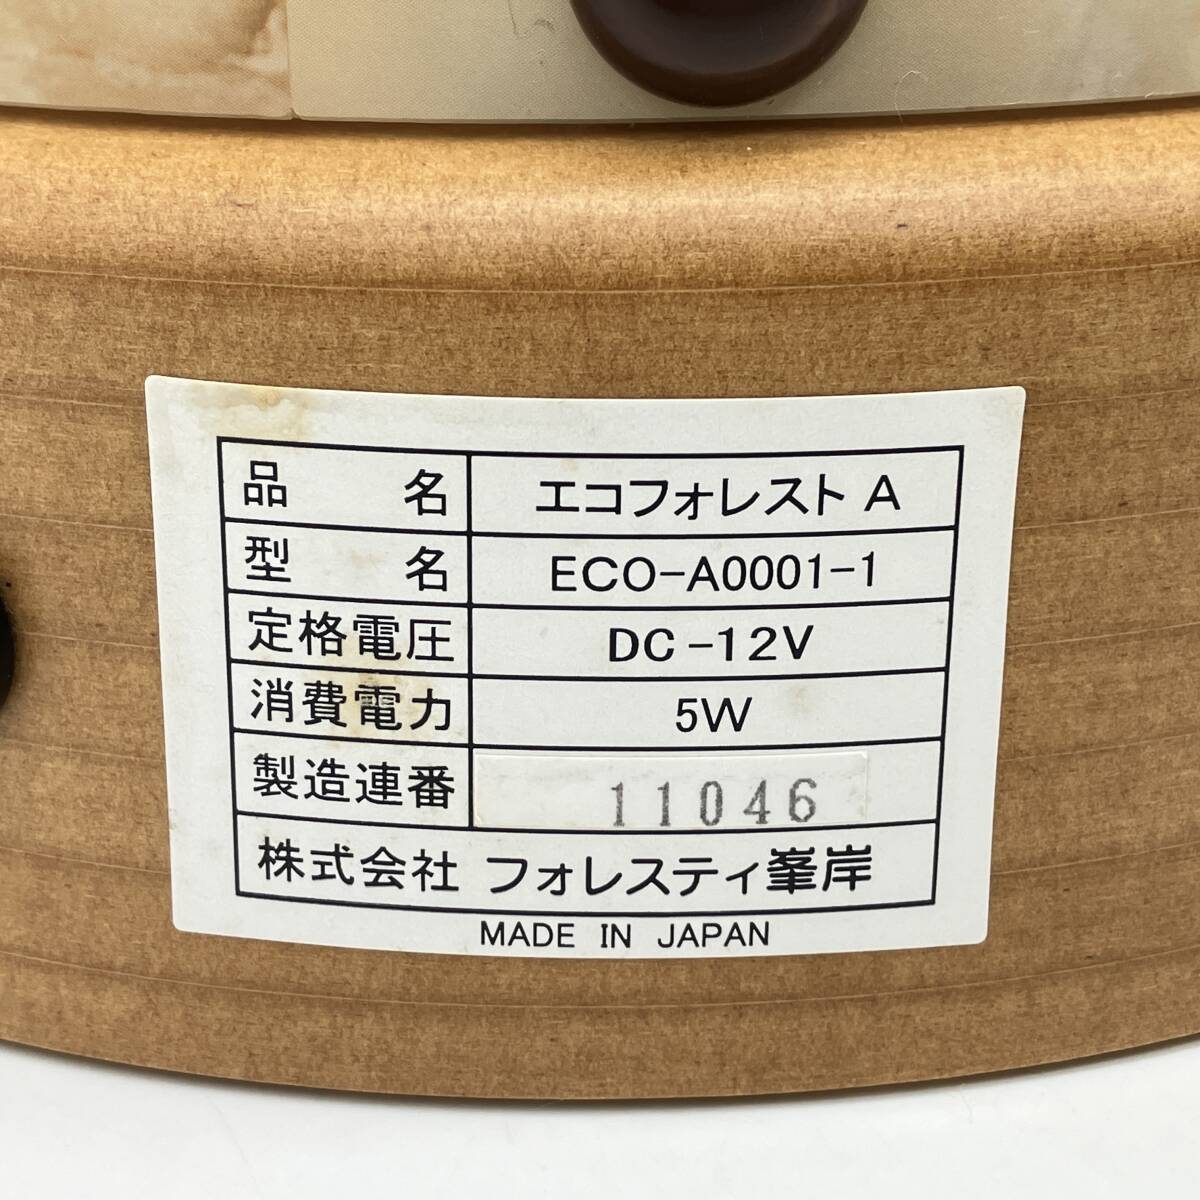 品名 エコフォレスト A
型名 ECO-A0001-1
定格電圧 DC-12V
消費電力 5W
製造連番 11046
株式会社 フォレスティ峯岸
MADE IN JAPAN